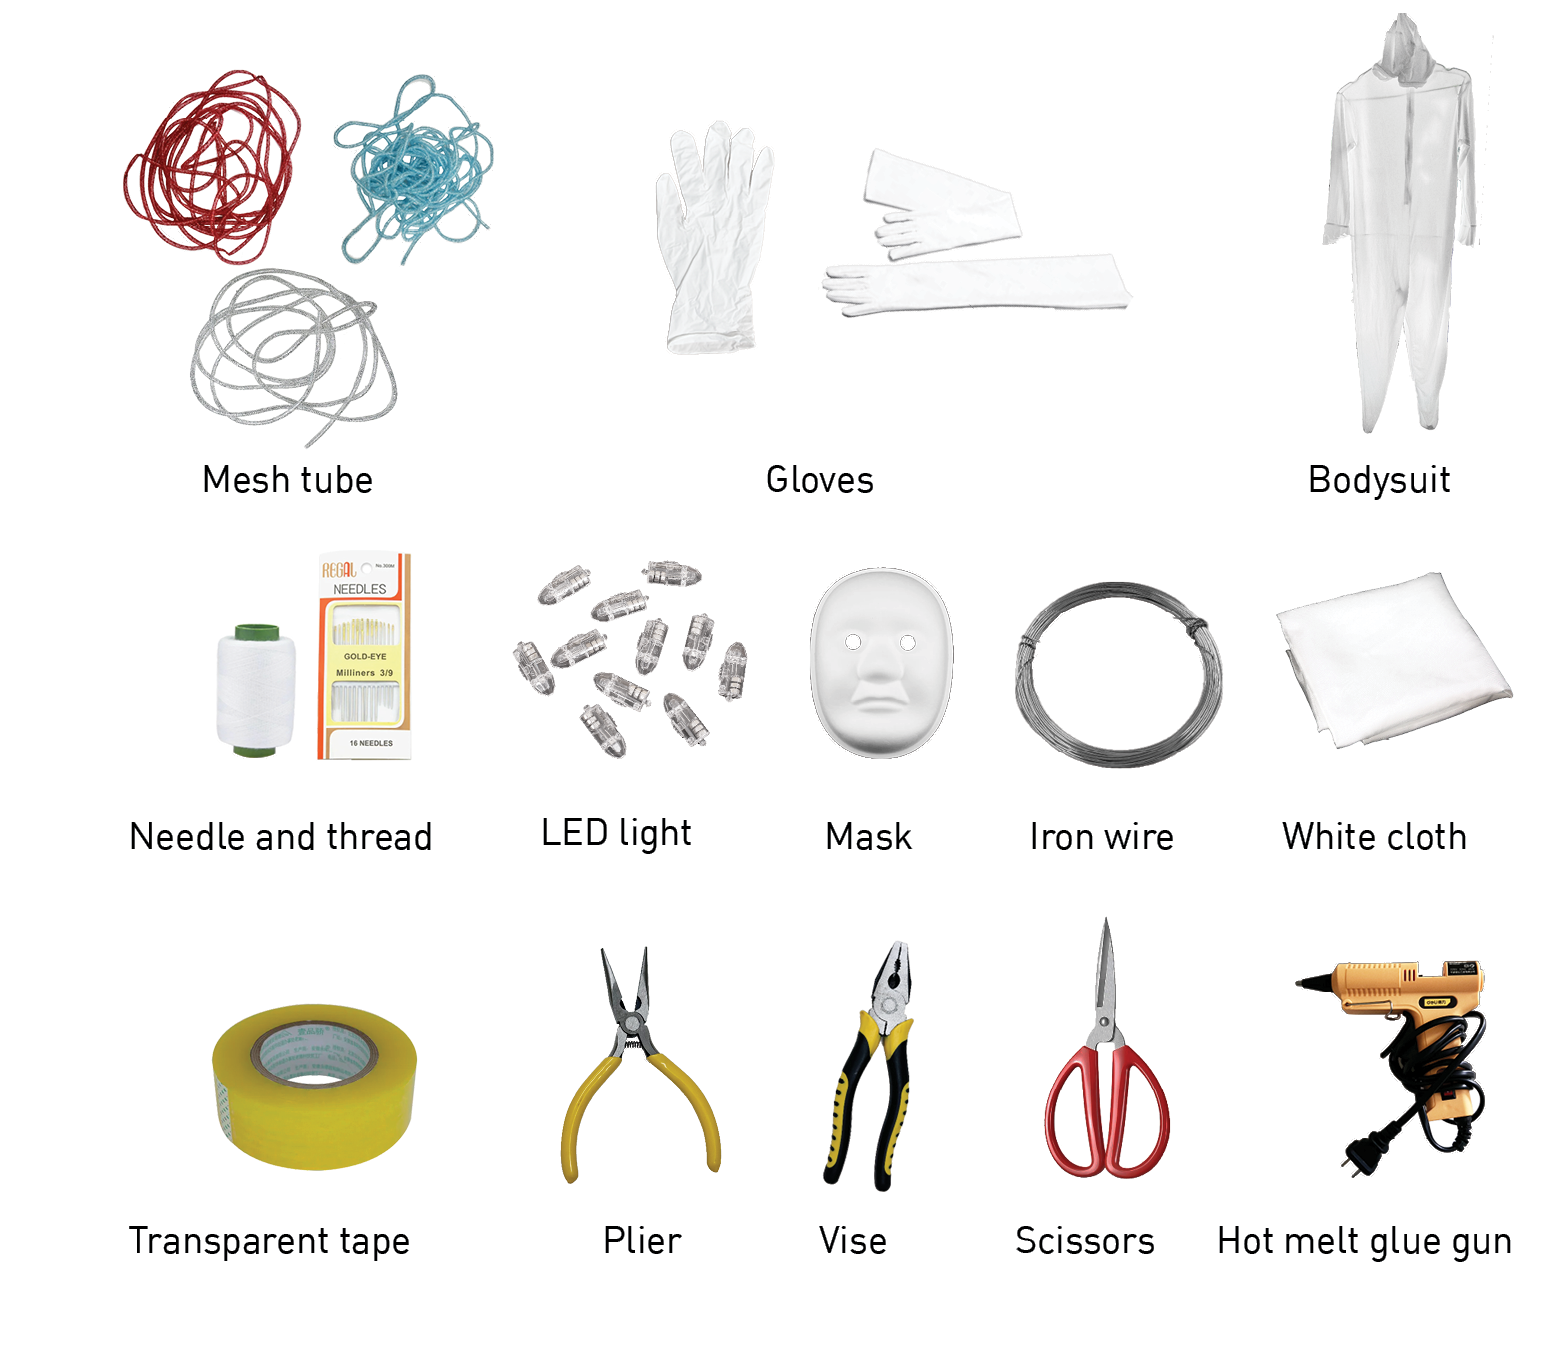 Mesh tube
Gloves
Bodysuit
REGAL
No.300M
NEEDLES
GOLD-EYE
Milliners 3/9
16 NEEDLES
Needle and thread
LED light
Mask
Iron wire
White cloth
Transparent tape
Plier
Vise
Scissors
Hot melt glue gun